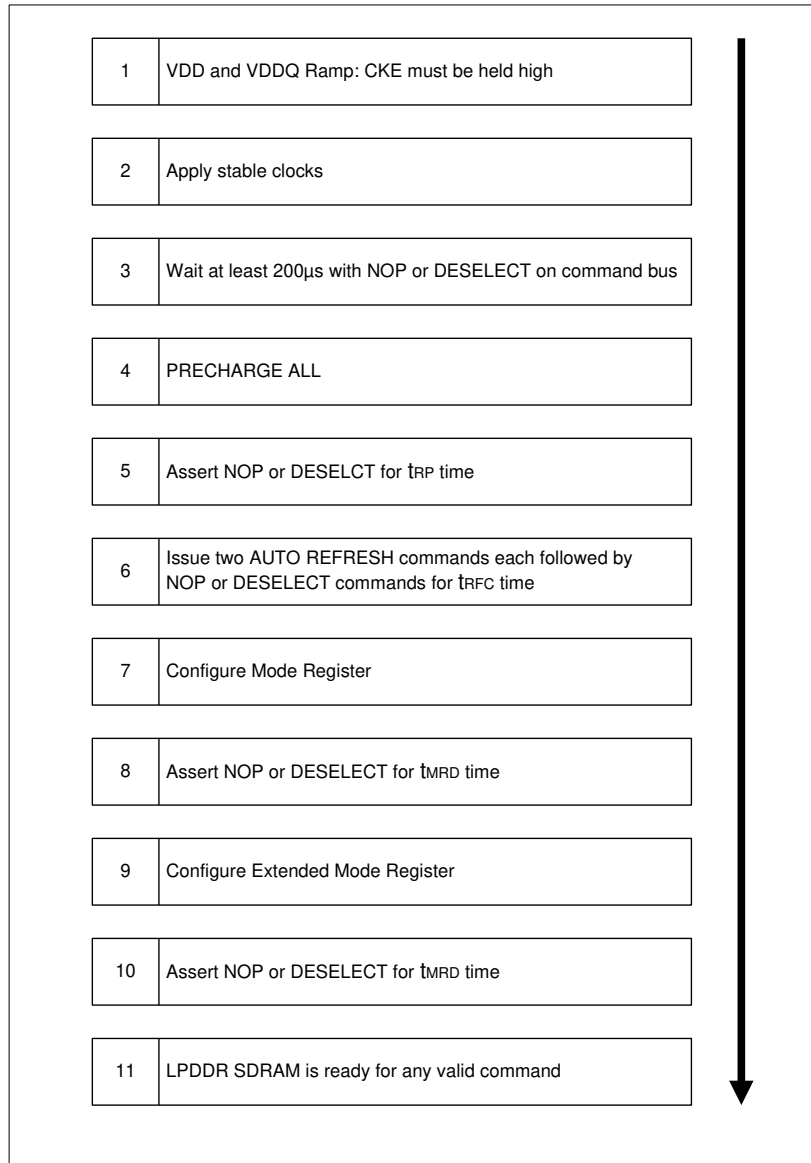 1 VDD and VDDQ Ramp: CKE must be held high
2 Apply stable clocks
3 Wait at least 200µs with NOP or DESELECT on command bus
4 PRECHARGE ALL
5 Assert NOP or DESELCT for tRP time
6 Issue two AUTO REFRESH commands each followed by
NOP or DESELECT commands for tRFC time
7 Configure Mode Register
8 Assert NOP or DESELECT for tMRD time
9 Configure Extended Mode Register
10 Assert NOP or DESELECT for tMRD time
11 LPDDR SDRAM is ready for any valid command